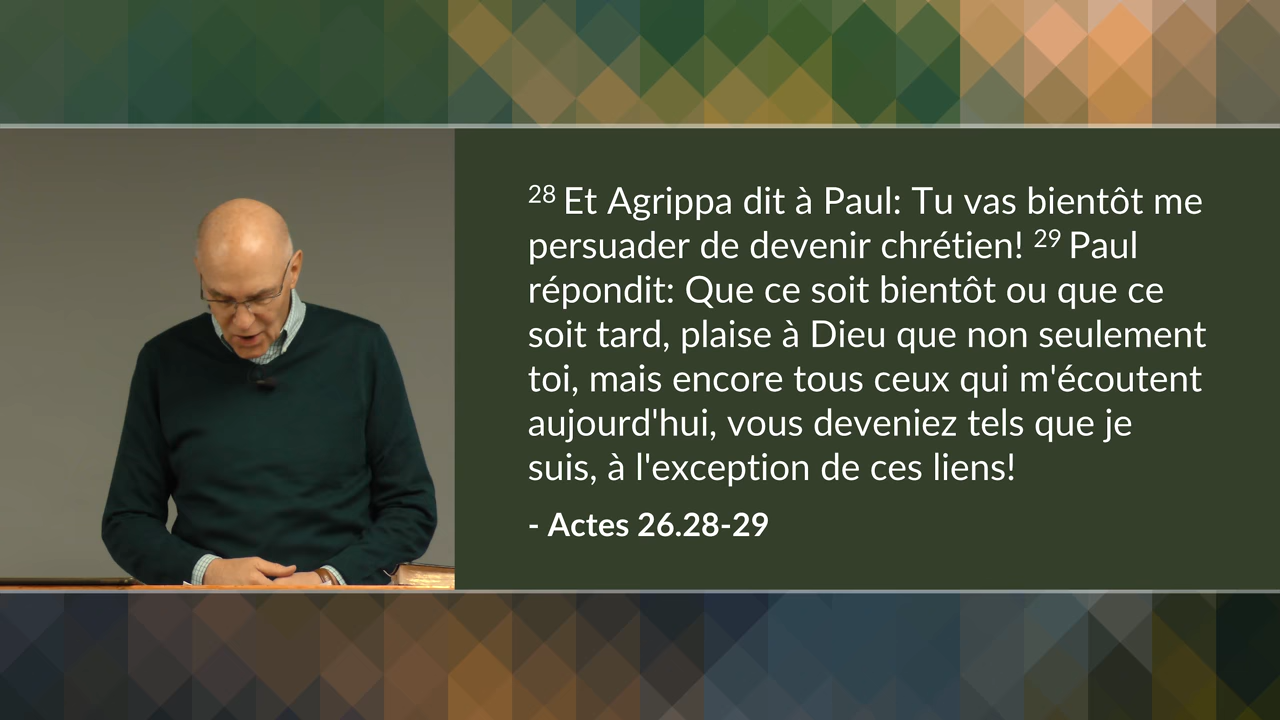 28 Et Agrippa dit à Paul: Tu vas bientôt me
persuader de devenir chrétien! 29 Paul
répondit: Que ce soit bientôt ou que ce
soit tard, plaise à Dieu que non seulement
toi, mais encore tous ceux qui m'écoutent
aujourd'hui, vous deveniez tels que je
suis, à l'exception de ces liens!
- Actes 26.28-29